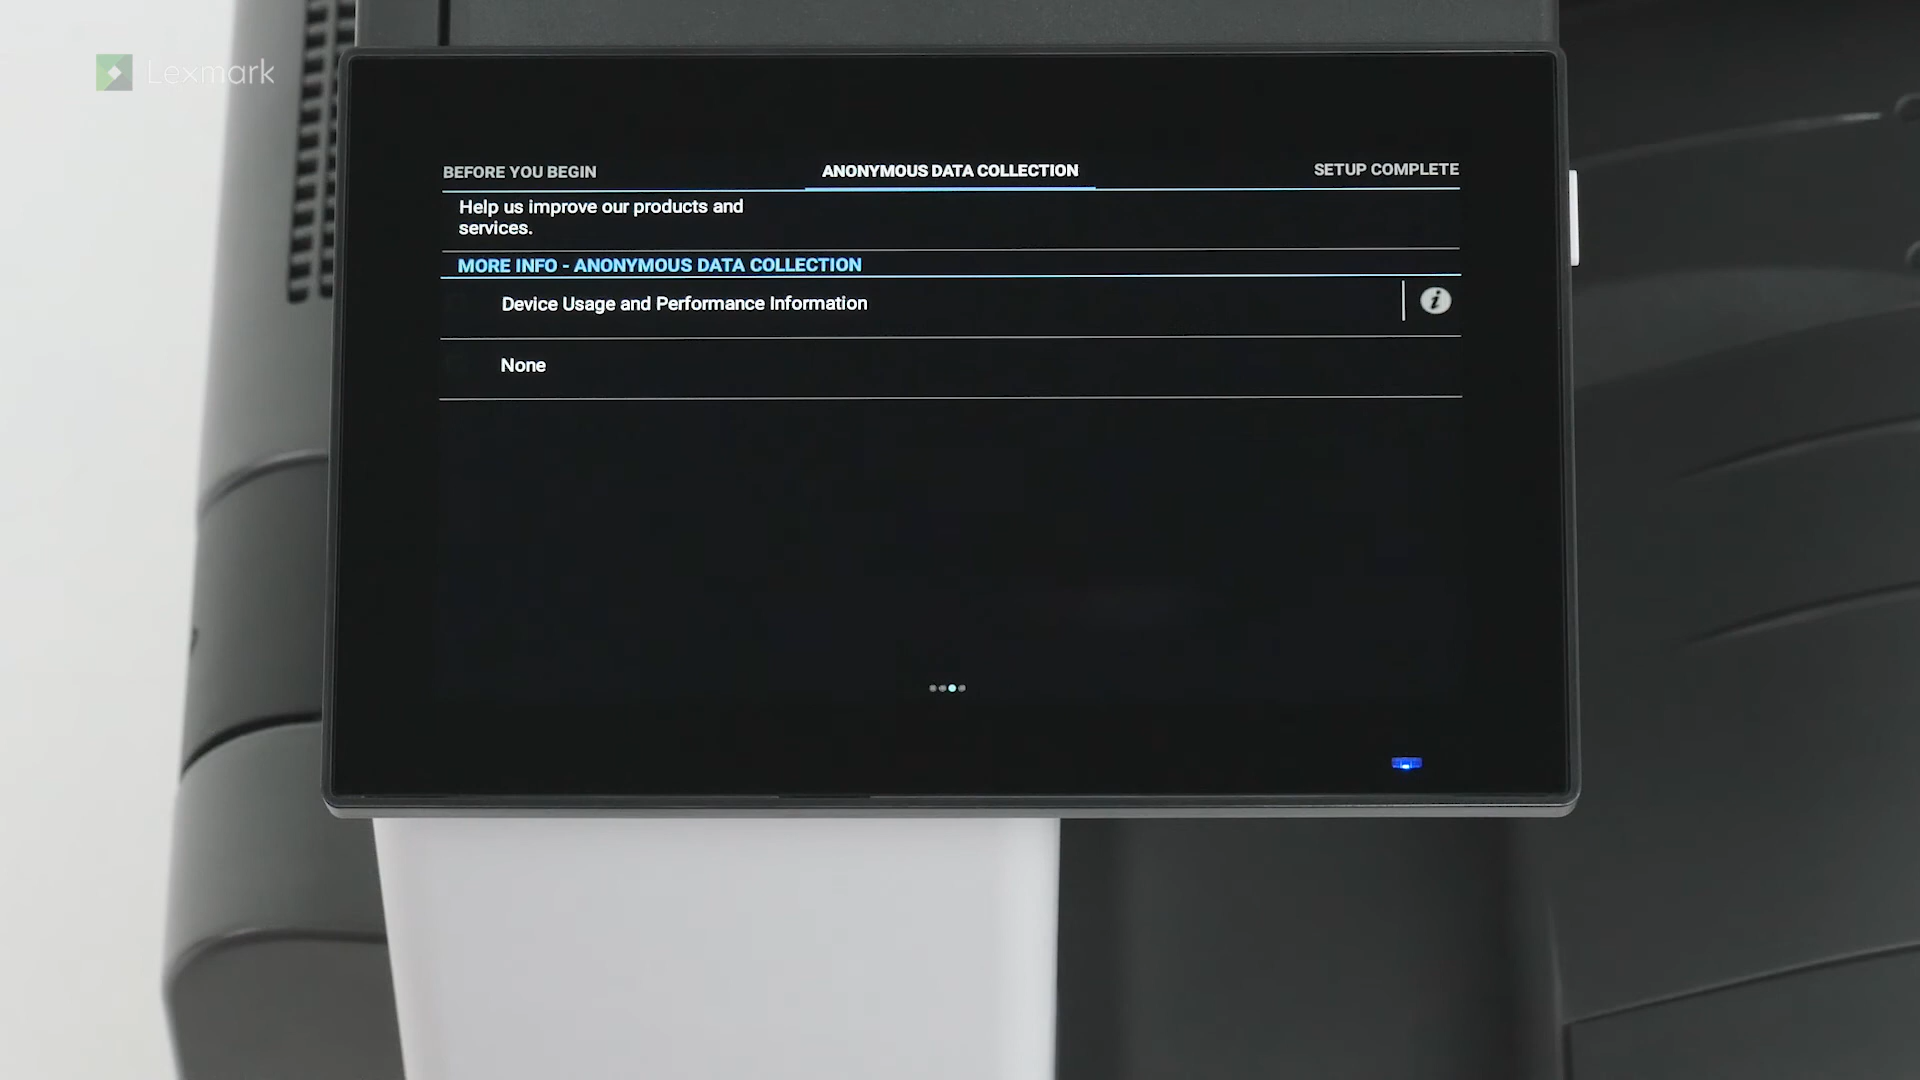 Lexmark
BEFORE YOU BEGIN
ANONYMOUS DATA COLLECTION
SETUP COMPLETE
Help us improve our products and
services.
MORE INFO - ANONYMOUS DATA COLLECTION
Device Usage and Performance Information
i
None